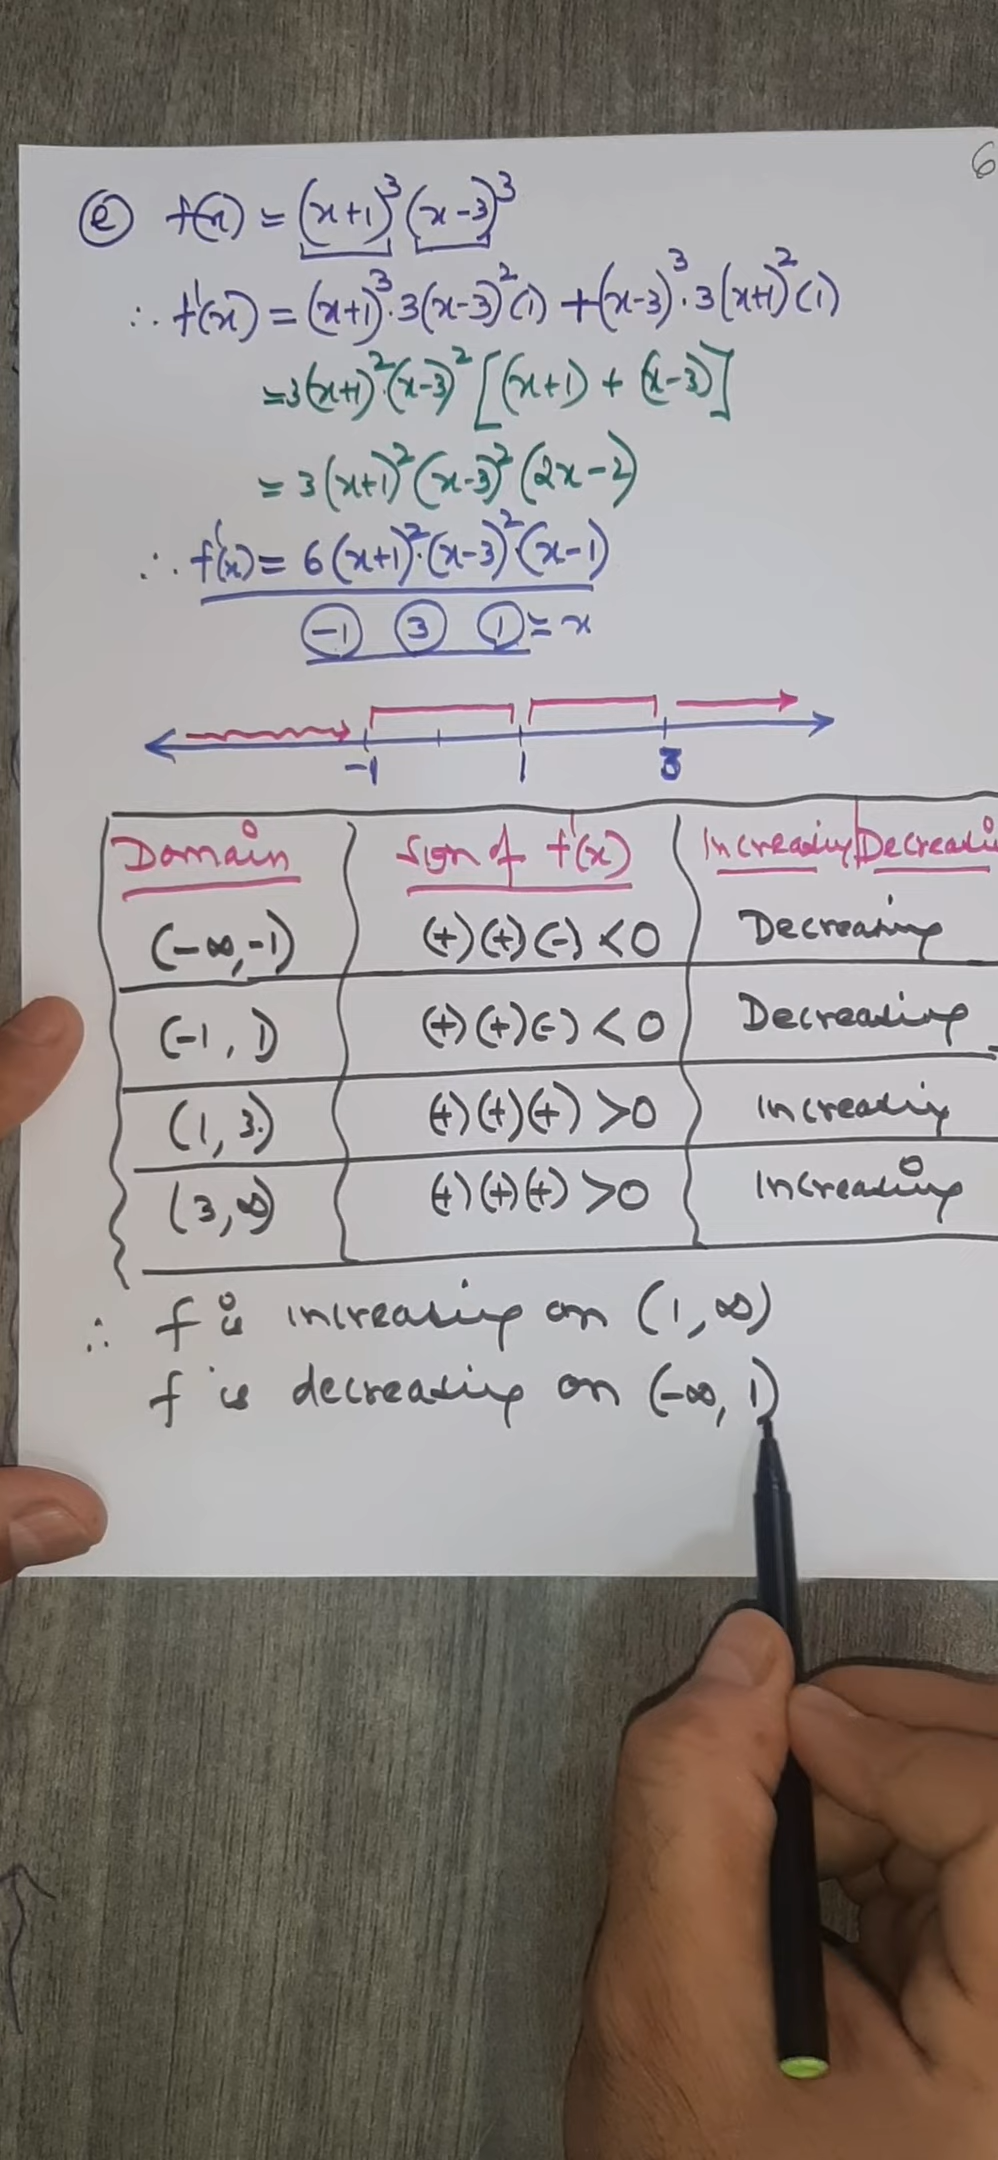 6
ⓔ f(x) = (x+1)³ (x-3)³
∴ f'(x) = (x+1)³·3(x-3)²(1) + (x-3)³·3(x+1)²(1)
= 3(x+1)²·(x-3)² [(x+1) + (x-3)]
= 3(x+1)² (x-3)² (2x-2)
∴ f'(x) = 6(x+1)²·(x-3)²·(x-1)
-1 3 1 = x
-1 1 3
Domain Sign of f'(x) Increasing/Decreasi
(-∞,-1) (+)(+)(-) <0 Decreasing
(-1, 1) (+)(+)(-) <0 Decreasing
(1, 3) (+)(+)(+) >0 Increasing
(3, ∞) (+)(+)(+) >0 Increasing
∴ f is increasing on (1, ∞)
f is decreasing on (-∞, 1)